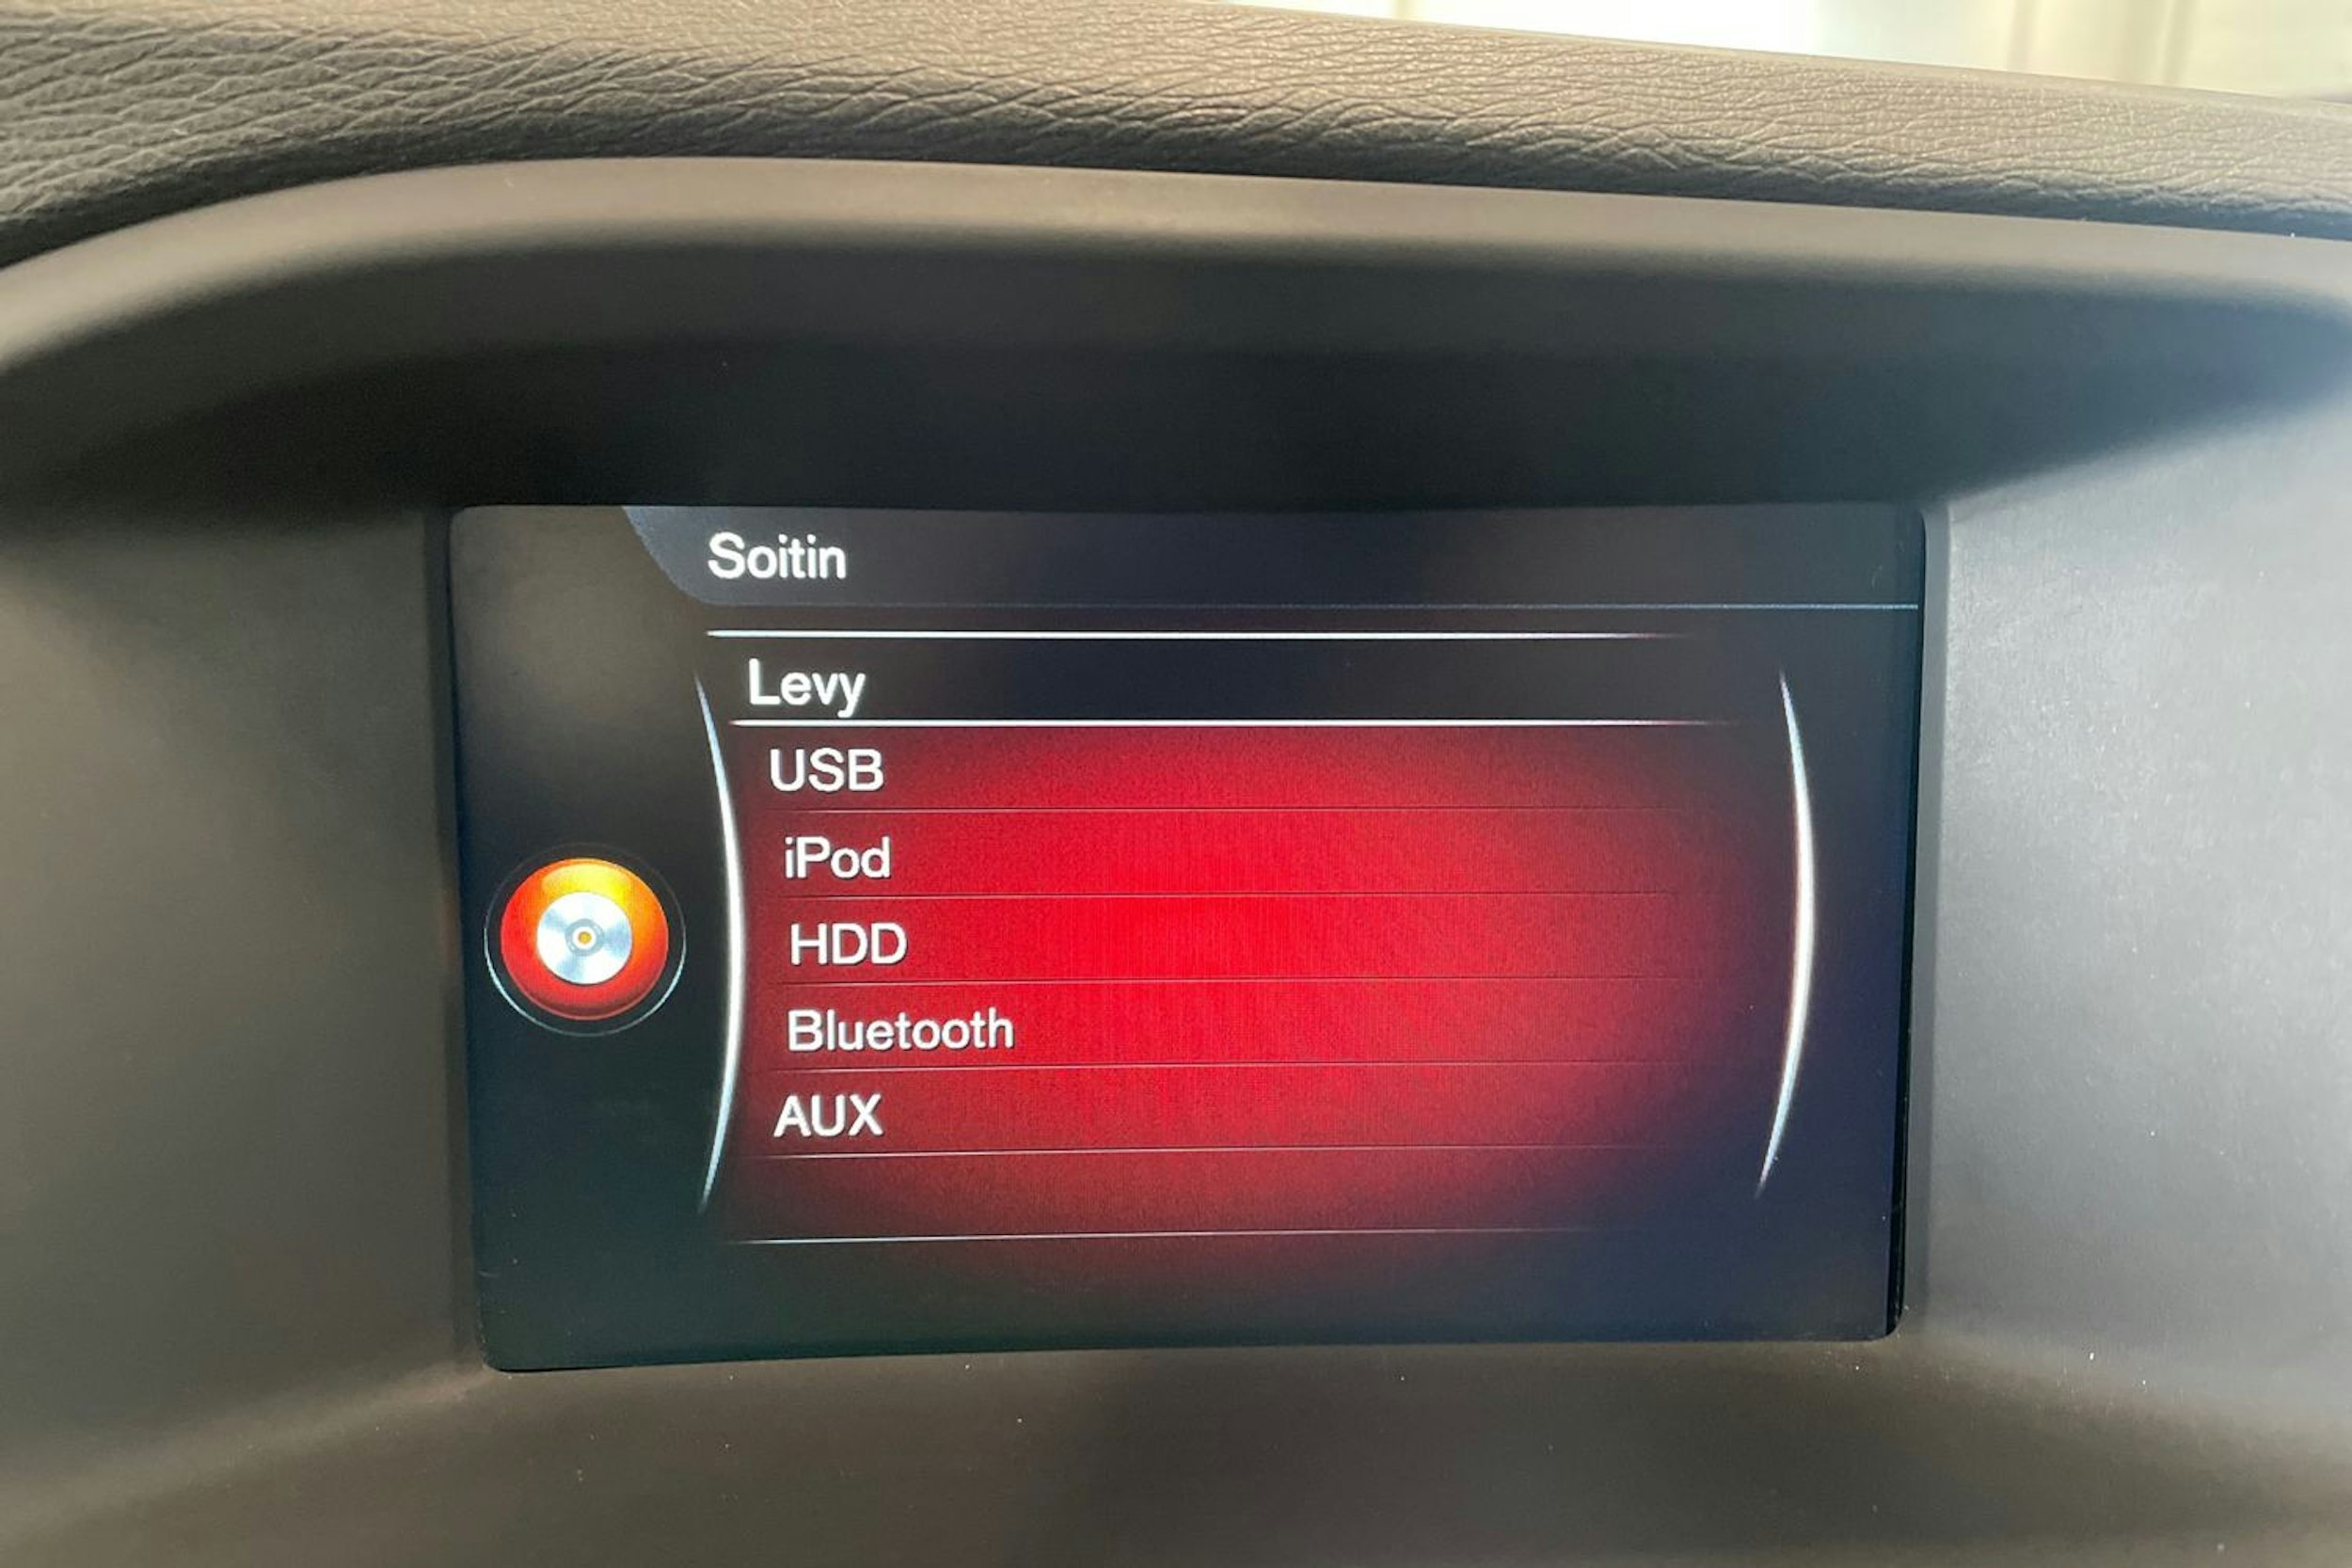 Soitin
Levy
USB
iPod
HDD
Bluetooth
AUX